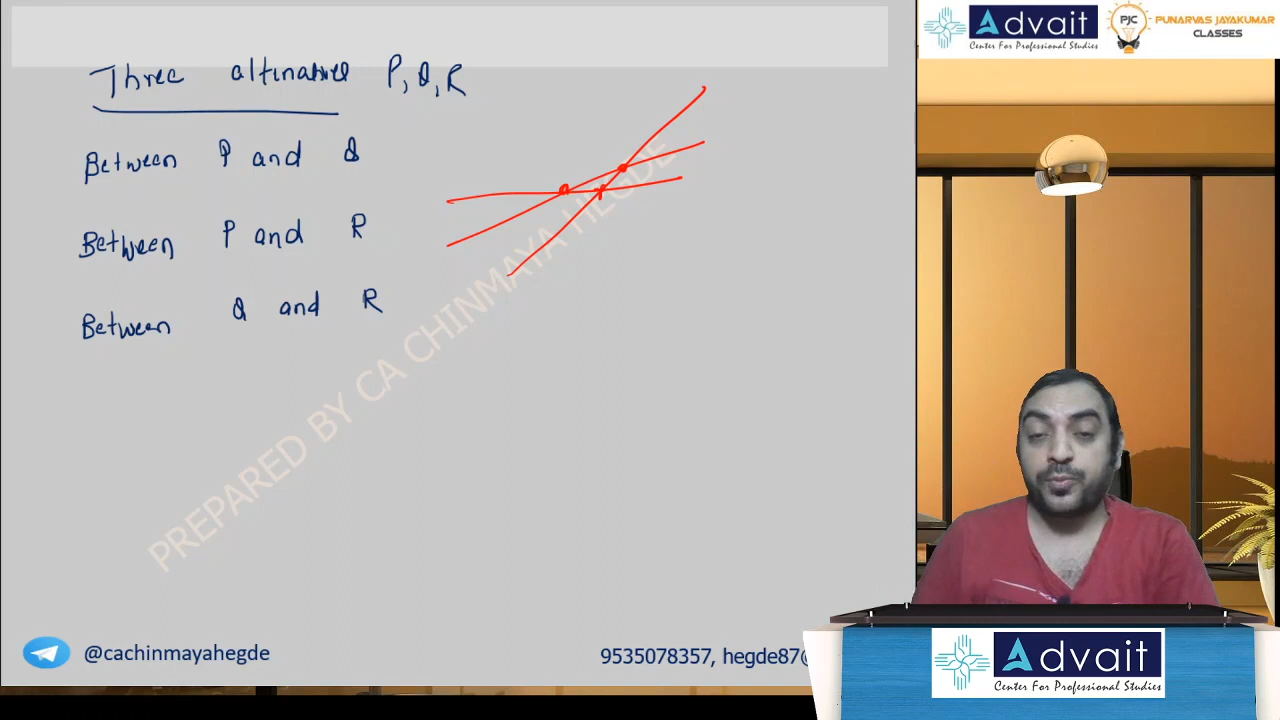 Three altinative P, Q, R
Between P and Q
Between P and R
Between Q and R
PREPARED BY CA CHINMAYA HEGDE
@cachinmayahegde
9535078357, hegde87@
Advait
Center For Professional Studies
PJC
PUNARVAS JAYAKUMAR
CLASSES
Advait
Center For Professional Studies